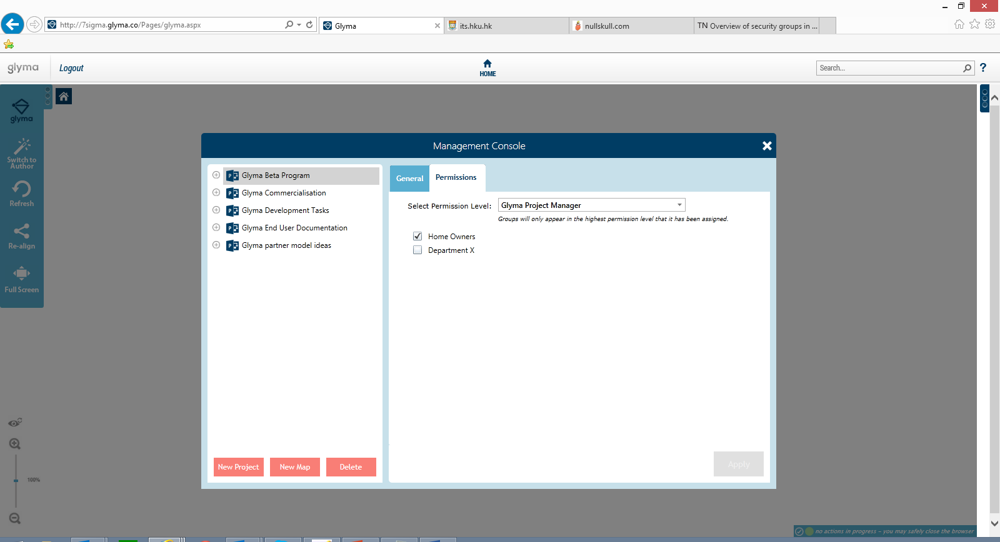 http://7sigma.glyma.co/Pages/glyma.aspx
Glyma
its.hku.hk
nullskull.com
TN Overview of security groups in ...
glyma
Logout
HOME
Search...
?
glyma
Switch to
Author
Refresh
Re-align
Full Screen
100%
Management Console
Glyma Beta Program
Glyma Commercialisation
Glyma Development Tasks
Glyma End User Documentation
Glyma partner model ideas
New Project
New Map
Delete
General
Permissions
Select Permission Level:
Glyma Project Manager
Groups will only appear in the highest permission level that it has been assigned.
Home Owners
Department X
Apply
no actions in progress – you may safely close the browser